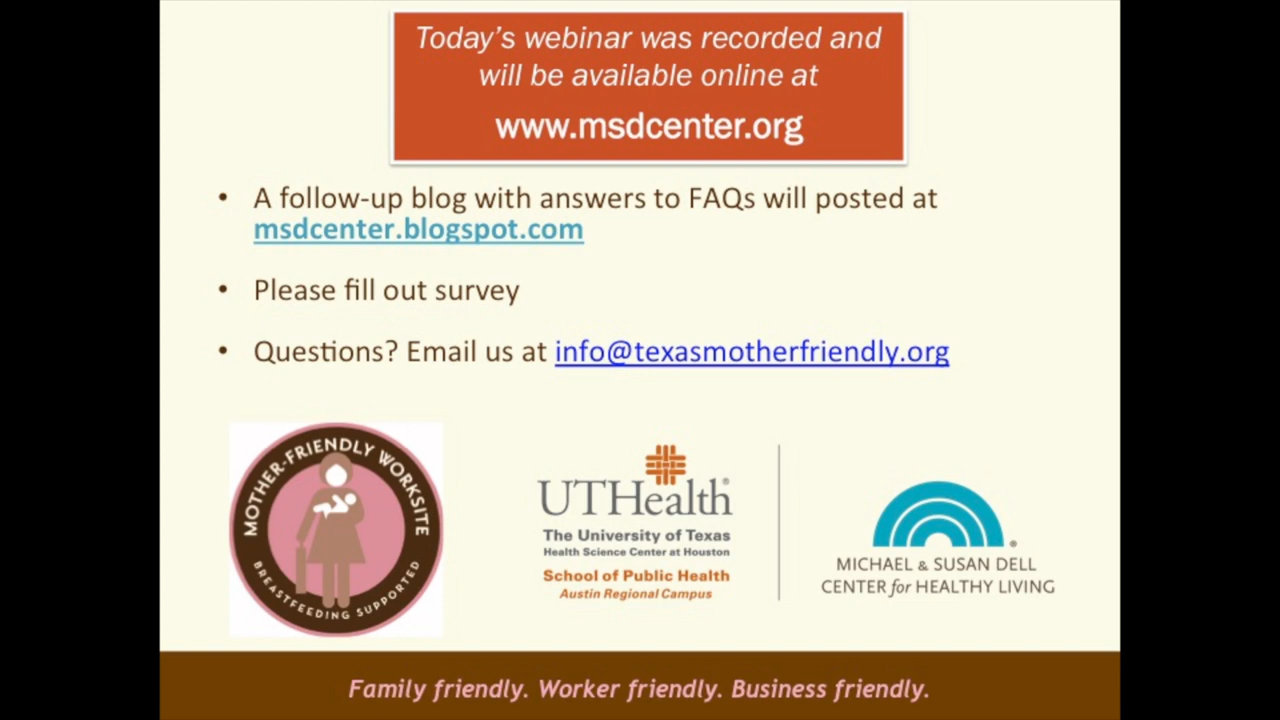 Today's webinar was recorded and
will be available online at
www.msdcenter.org
• A follow-up blog with answers to FAQs will posted at
msdcenter.blogspot.com
• Please fill out survey
• Questions? Email us at info@texasmotherfriendly.org
MOTHER-FRIENDLY WORKSITE
BREASTFEEDING SUPPORTED
UTHealth®
The University of Texas
Health Science Center at Houston
School of Public Health
Austin Regional Campus
MICHAEL & SUSAN DELL
CENTER for HEALTHY LIVING
Family friendly. Worker friendly. Business friendly.